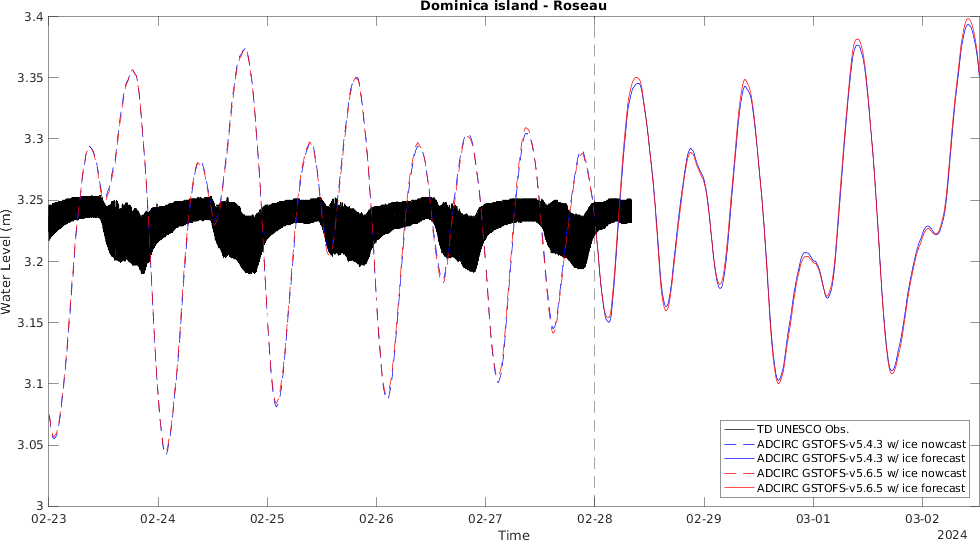 Dominica island - Roseau
3.4
3.35
3.3
3.25
3.2
3.15
3.1
3.05
3
Water Level (m)
02-23 02-24 02-25 02-26 02-27 02-28 02-29 03-01 03-02
Time
2024
TD UNESCO Obs.
ADCIRC GSTOFS-v5.4.3 w/ ice nowcast
ADCIRC GSTOFS-v5.4.3 w/ ice forecast
ADCIRC GSTOFS-v5.6.5 w/ ice nowcast
ADCIRC GSTOFS-v5.6.5 w/ ice forecast